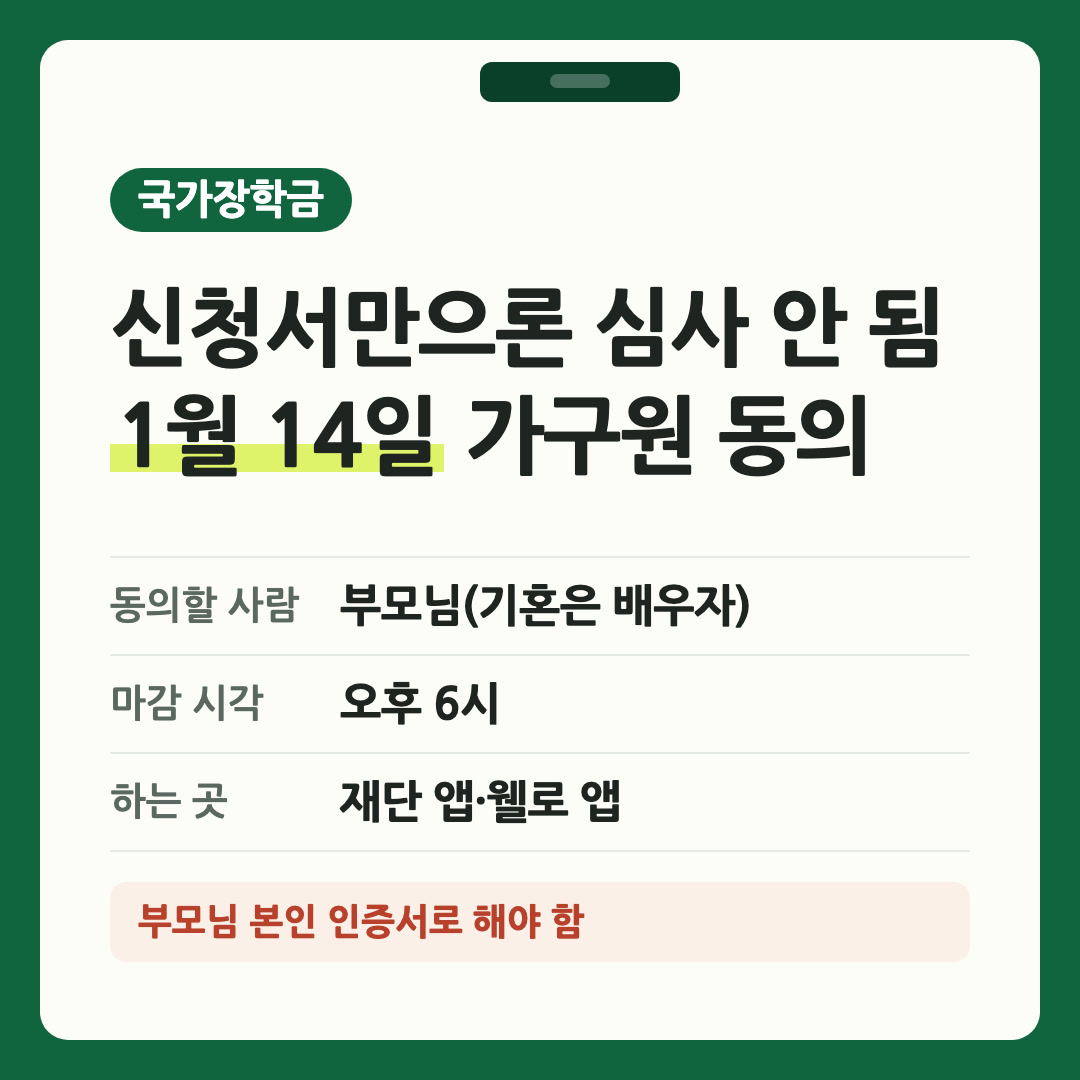 국가장학금
신청서만으론 심사 안 됨
1월 14일 가구원 동의
동의할 사람 부모님(기혼은 배우자)
마감 시각 오후 6시
하는 곳 재단 앱·웰로 앱
부모님 본인 인증서로 해야 함